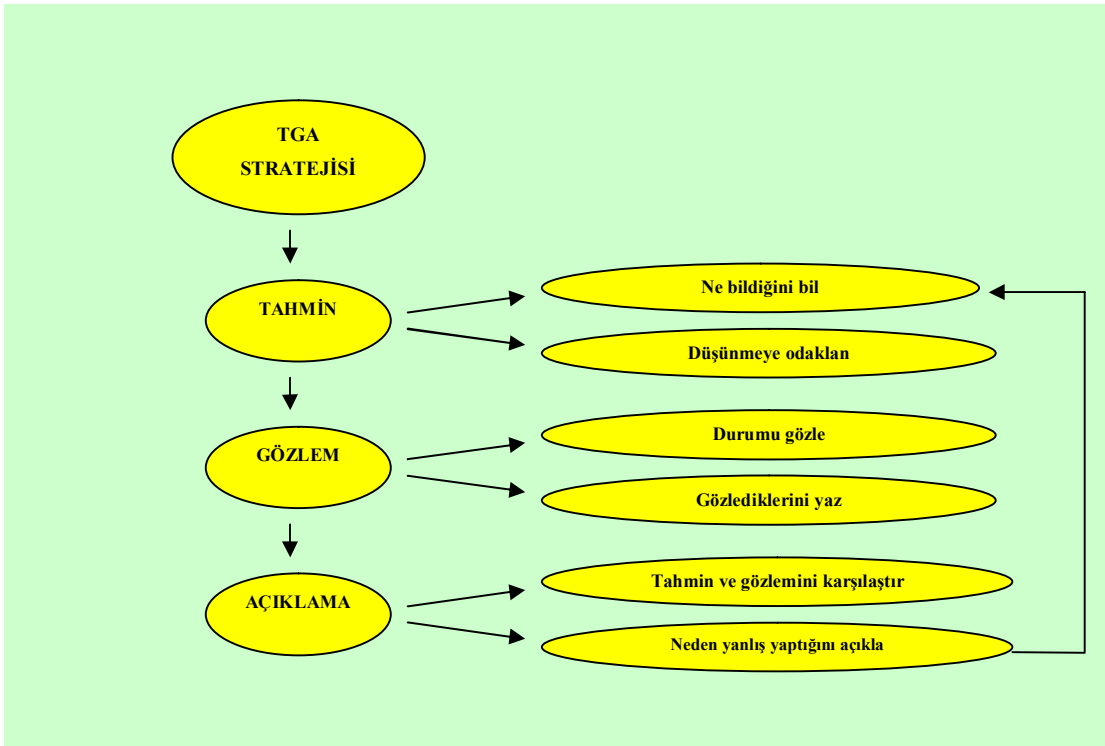 TGA
STRATEJİSİ
TAHMİN
Ne bildiğini bil
Düşünmeye odaklan
GÖZLEM
Durumu gözle
Gözlediklerini yaz
AÇIKLAMA
Tahmin ve gözlemini karşılaştır
Neden yanlış yaptığını açıkla